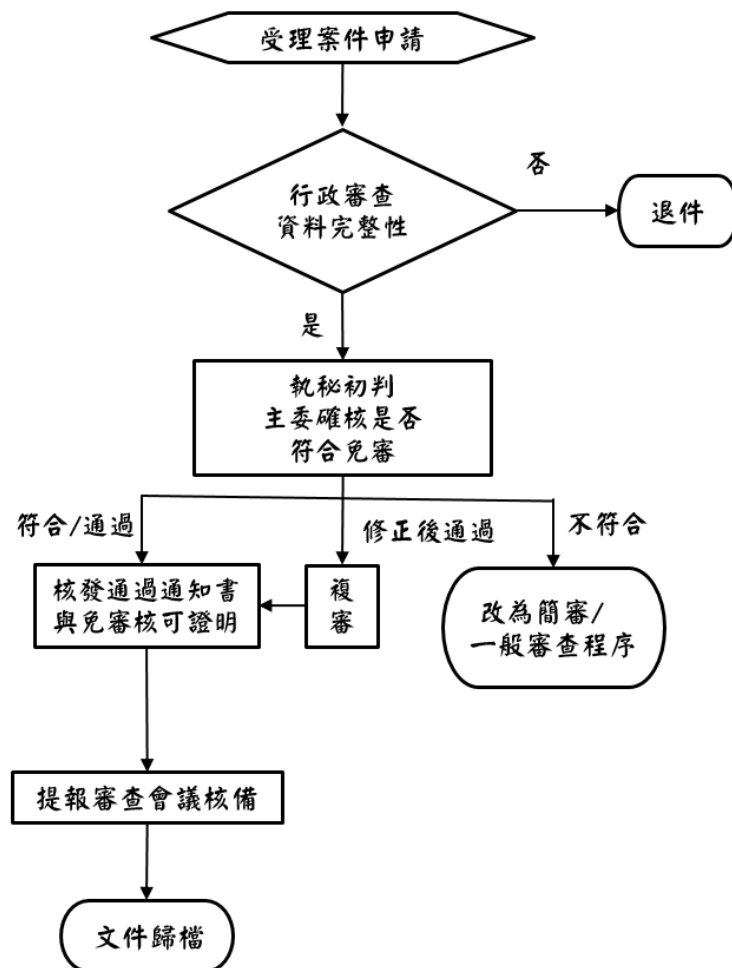 受理案件申請
否
行政審查
資料完整性
退件
是
執秘初判
主委確核是否
符合免審
符合/通過
修正後通過
不符合
核發通過通知書
與免審核可證明
複
審
改為簡審/
一般審查程序
提報審查會議核備
文件歸檔